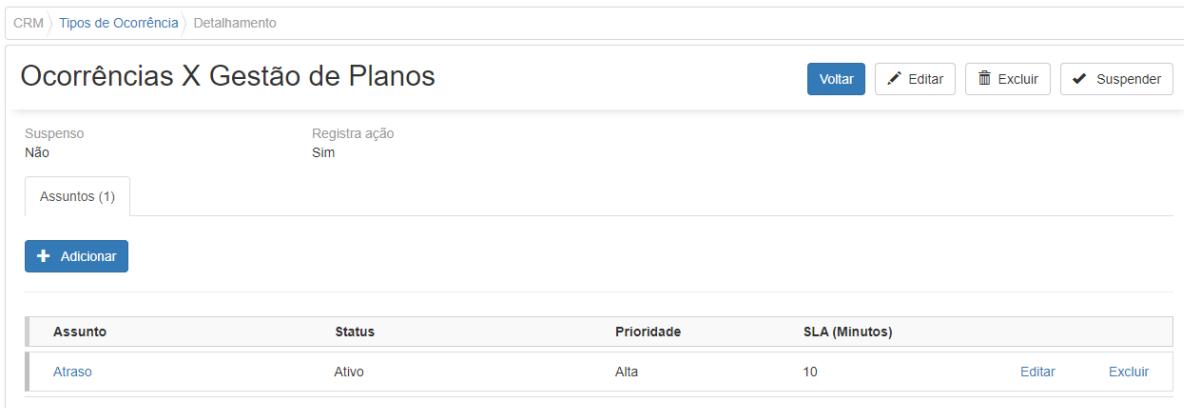 CRM Tipos de Ocorrência Detalhamento
Ocorrências X Gestão de Planos Voltar Editar Excluir Suspender
Suspenso Registra ação
Não Sim
Assuntos (1)
+ Adicionar
Assunto Status Prioridade SLA (Minutos)
Atraso Ativo Alta 10 Editar Excluir